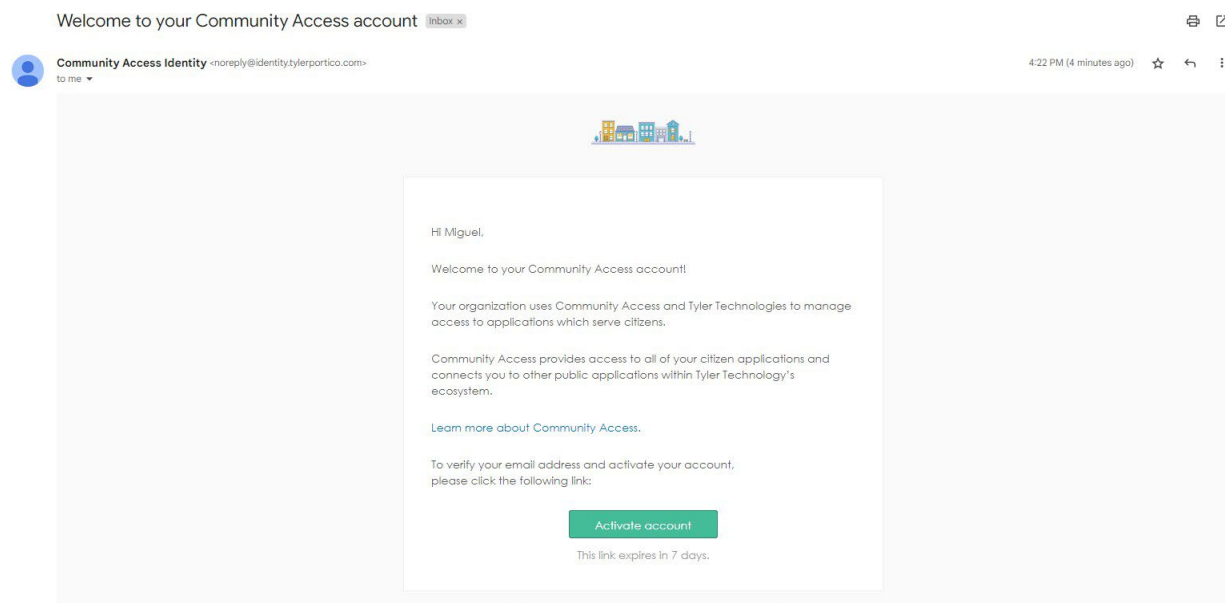 Welcome to your Community Access account Inbox ×
Community Access Identity <noreply@identity.tylerportico.com>
4:22 PM (4 minutes ago)
to me
Hi Miguel,
Welcome to your Community Access account!
Your organization uses Community Access and Tyler Technologies to manage
access to applications which serve citizens.
Community Access provides access to all of your citizen applications and
connects you to other public applications within Tyler Technology's
ecosystem.
Learn more about Community Access.
To verify your email address and activate your account,
please click the following link:
Activate account
This link expires in 7 days.